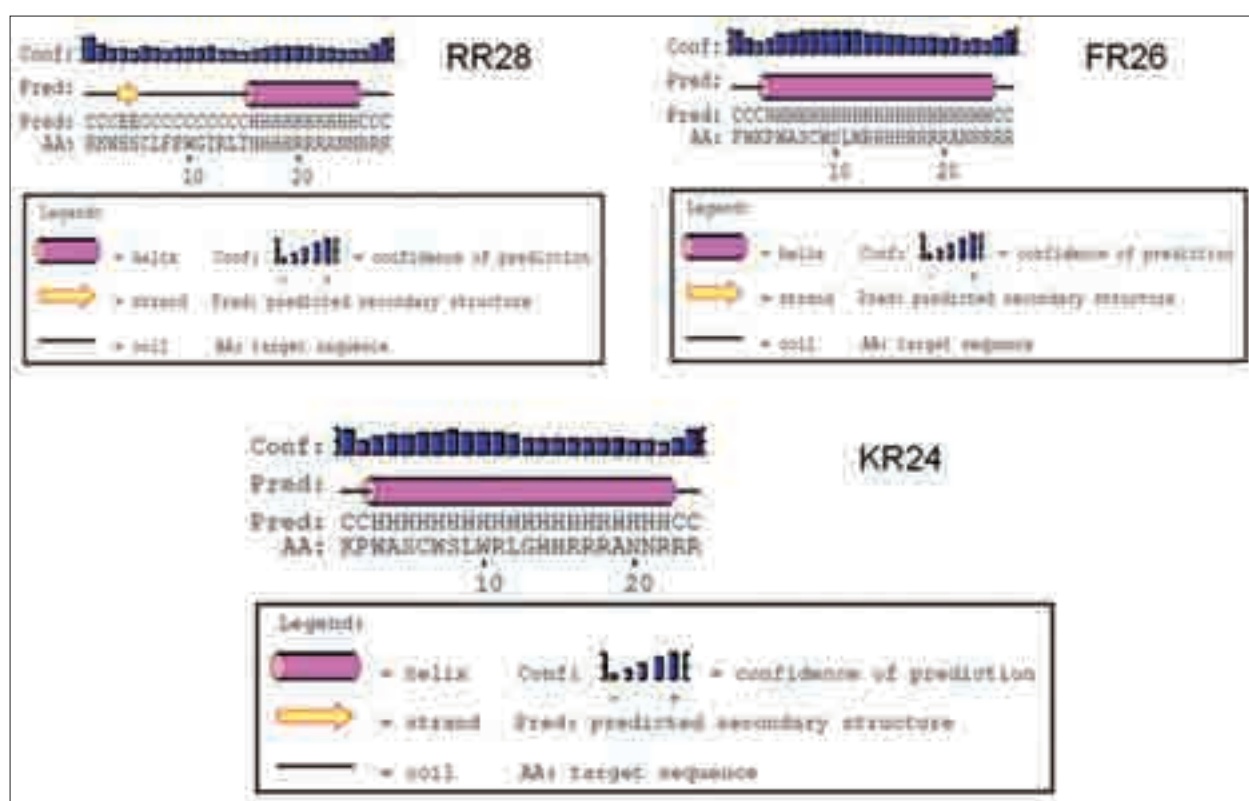 Conf:
RR28
Pred:
Pred:
AA:
10 20
Legend:
= helix Conf: = confidence of prediction
- +
= strand Pred: predicted secondary structure
= coil AA: target sequence
Conf:
FR26
Pred:
Pred: CCCHHHHHHHHHHHHHHHHHHHHHCC
AA:
10 20
Legend:
= helix Conf: = confidence of prediction
- +
= strand Pred: predicted secondary structure
= coil AA: target sequence
Conf:
KR24
Pred:
Pred: CCHHHHHHHHHHHHHHHHHHHHCC
AA: KPWASCWSLWRLGHHRRRANNRRR
10 20
Legend:
= helix Conf: = confidence of prediction
- +
= strand Pred: predicted secondary structure
= coil AA: target sequence